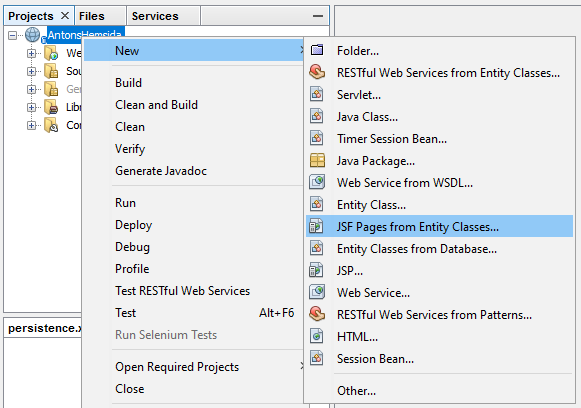 Projects Files Services
AntonsHemsida
We
Sou
Ge
Lib
Co
persistence.x
New
Build
Clean and Build
Clean
Verify
Generate Javadoc
Run
Deploy
Debug
Profile
Test RESTful Web Services
Test Alt+F6
Run Selenium Tests
Open Required Projects
Close
Folder...
RESTful Web Services from Entity Classes...
Servlet...
Java Class...
Timer Session Bean...
Java Package...
Web Service from WSDL...
Entity Class...
JSF Pages from Entity Classes...
Entity Classes from Database...
JSP...
Web Service...
RESTful Web Services from Patterns...
HTML...
Session Bean...
Other...